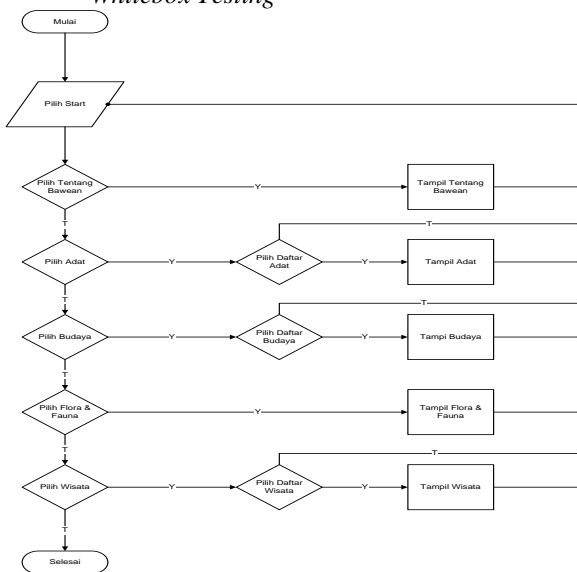 Whitebox Testing
Mulai
Pilih Start
Pilih Tentang
Bawean
Y
Tampil Tentang
Bawean
T
T
Pilih Adat
Y
Pilih Daftar
Adat
Y
Tampil Adat
T
T
Pilih Budaya
Y
Pilih Daftar
Budaya
Y
Tampi Budaya
T
Pilih Flora &
Fauna
Y
Tampil Flora &
Fauna
T
T
Pilih Wisata
Y
Pilih Daftar
Wisata
Y
Tampil Wisata
T
Selesai